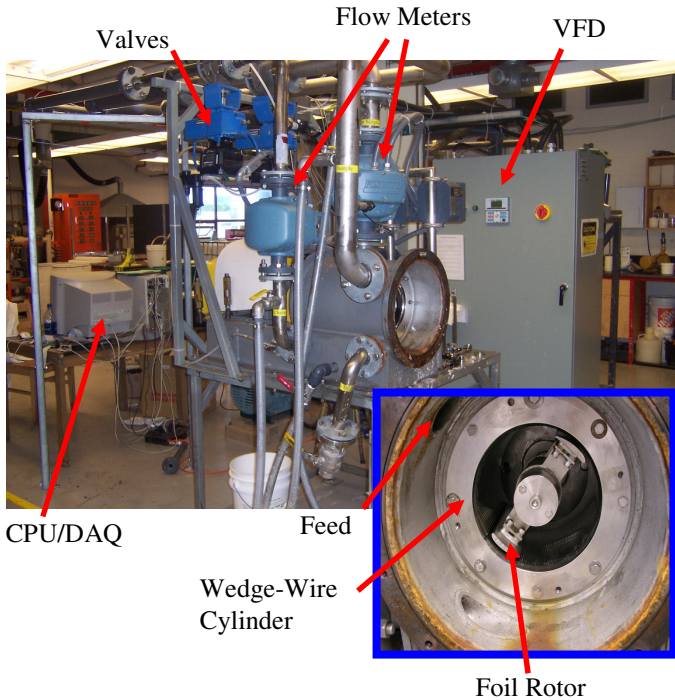 Flow Meters
Valves
VFD
CPU/DAQ
Feed
Wedge-Wire
Cylinder
Foil Rotor